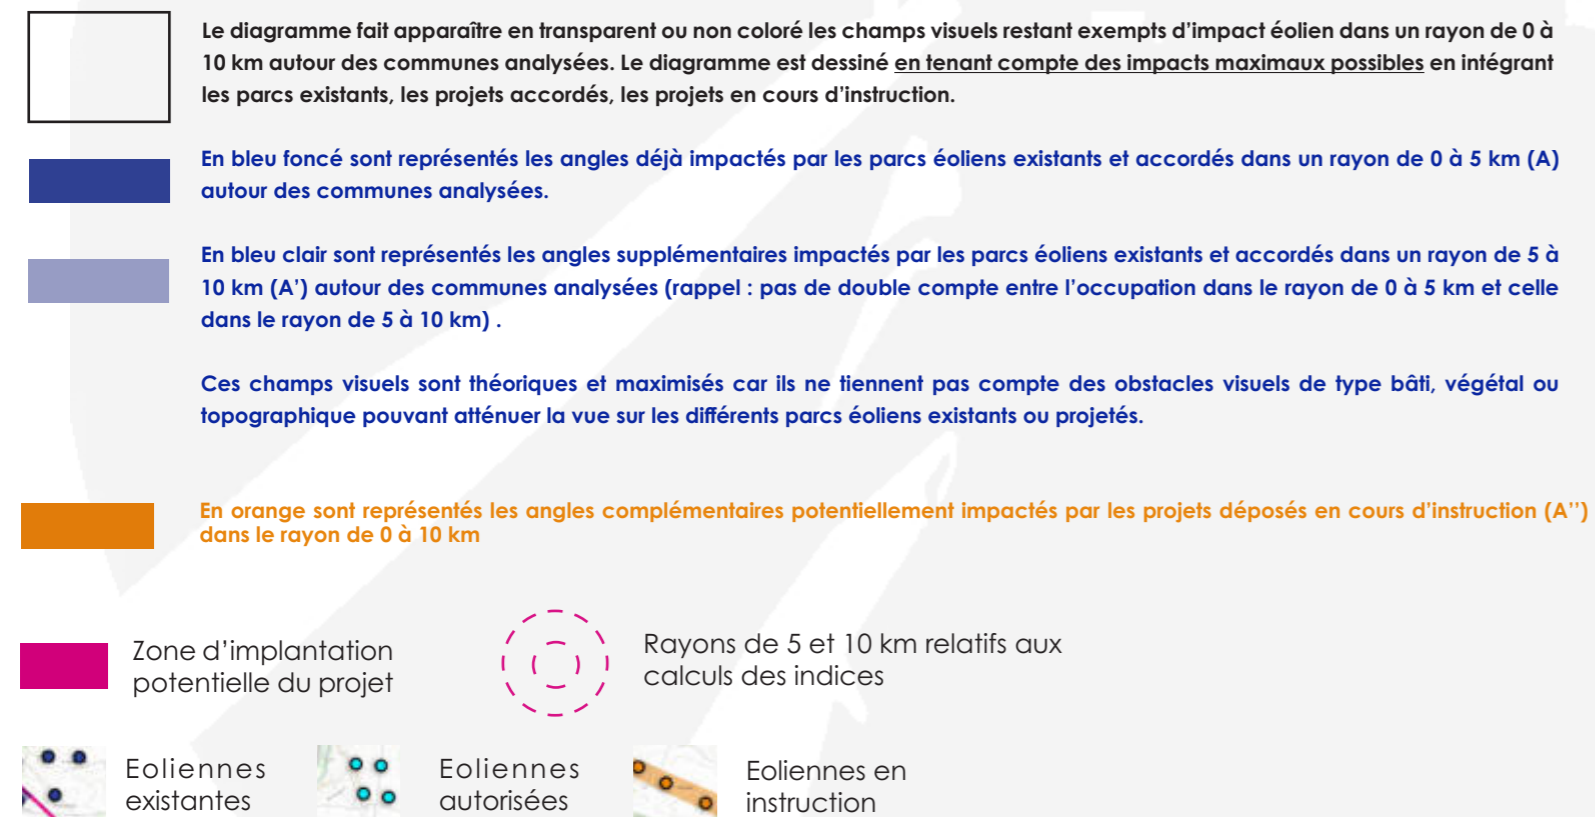 Le diagramme fait apparaître en transparent ou non coloré les champs visuels restant exempts d'impact éolien dans un rayon de 0 à
10 km autour des communes analysées. Le diagramme est dessiné en tenant compte des impacts maximaux possibles en intégrant
les parcs existants, les projets accordés, les projets en cours d'instruction.
En bleu foncé sont représentés les angles déjà impactés par les parcs éoliens existants et accordés dans un rayon de 0 à 5 km (A)
autour des communes analysées.
En bleu clair sont représentés les angles supplémentaires impactés par les parcs éoliens existants et accordés dans un rayon de 5 à
10 km (A') autour des communes analysées (rappel : pas de double compte entre l'occupation dans le rayon de 0 à 5 km et celle
dans le rayon de 5 à 10 km) .
Ces champs visuels sont théoriques et maximisés car ils ne tiennent pas compte des obstacles visuels de type bâti, végétal ou
topographique pouvant atténuer la vue sur les différents parcs éoliens existants ou projetés.
En orange sont représentés les angles complémentaires potentiellement impactés par les projets déposés en cours d'instruction (A'')
dans le rayon de 0 à 10 km
Zone d'implantation
potentielle du projet
Rayons de 5 et 10 km relatifs aux
calculs des indices
Eoliennes
existantes
Eoliennes
autorisées
Eoliennes en
instruction